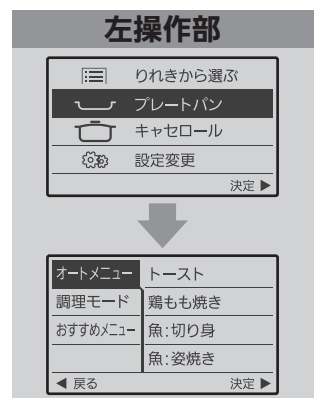 左操作部
りれきから選ぶ
プレートパン
キャセロール
設定変更
決定 ▶
オートメニュー トースト
調理モード 鶏もも焼き
おすすめメニュー 魚:切り身
魚:姿焼き
◀ 戻る 決定 ▶